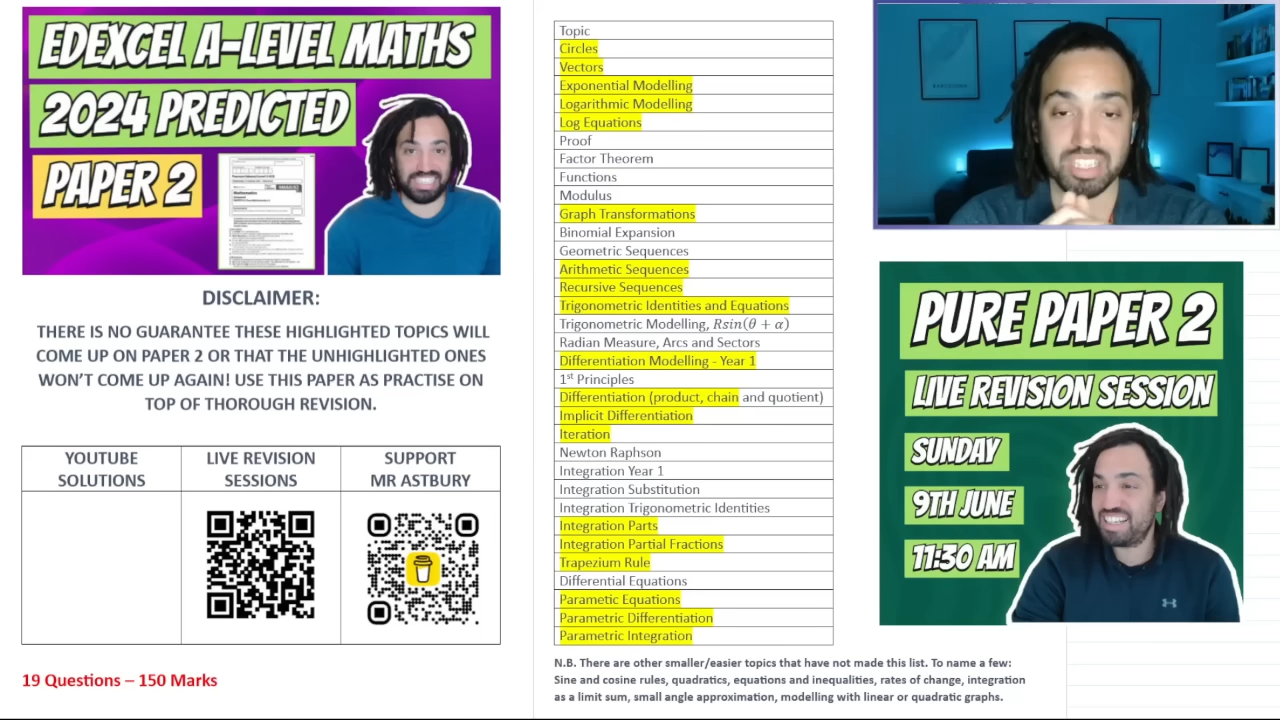 EDEXCEL A-LEVEL MATHS
2024 PREDICTED
PAPER 2
Mathematics
DISCLAIMER:
THERE IS NO GUARANTEE THESE HIGHLIGHTED TOPICS WILL
COME UP ON PAPER 2 OR THAT THE UNHIGHLIGHTED ONES
WON'T COME UP AGAIN! USE THIS PAPER AS PRACTISE ON
TOP OF THOROUGH REVISION.
YOUTUBE
SOLUTIONS
LIVE REVISION
SESSIONS
SUPPORT
MR ASTBURY
19 Questions – 150 Marks
Topic
Circles
Vectors
Exponential Modelling
Logarithmic Modelling
Log Equations
Proof
Factor Theorem
Functions
Modulus
Graph Transformations
Binomial Expansion
Geometric Sequences
Arithmetic Sequences
Recursive Sequences
Trigonometric Identities and Equations
Trigonometric Modelling, Rsin(θ + α)
Radian Measure, Arcs and Sectors
Differentiation Modelling - Year 1
1st Principles
Differentiation (product, chain and quotient)
Implicit Differentiation
Iteration
Newton Raphson
Integration Year 1
Integration Substitution
Integration Trigonometric Identities
Integration Parts
Integration Partial Fractions
Trapezium Rule
Differential Equations
Parametic Equations
Parametric Differentiation
Parametric Integration
N.B. There are other smaller/easier topics that have not made this list. To name a few:
Sine and cosine rules, quadratics, equations and inequalities, rates of change, integration
as a limit sum, small angle approximation, modelling with linear or quadratic graphs.
PURE PAPER 2
LIVE REVISION SESSION
SUNDAY
9TH JUNE
11:30 AM